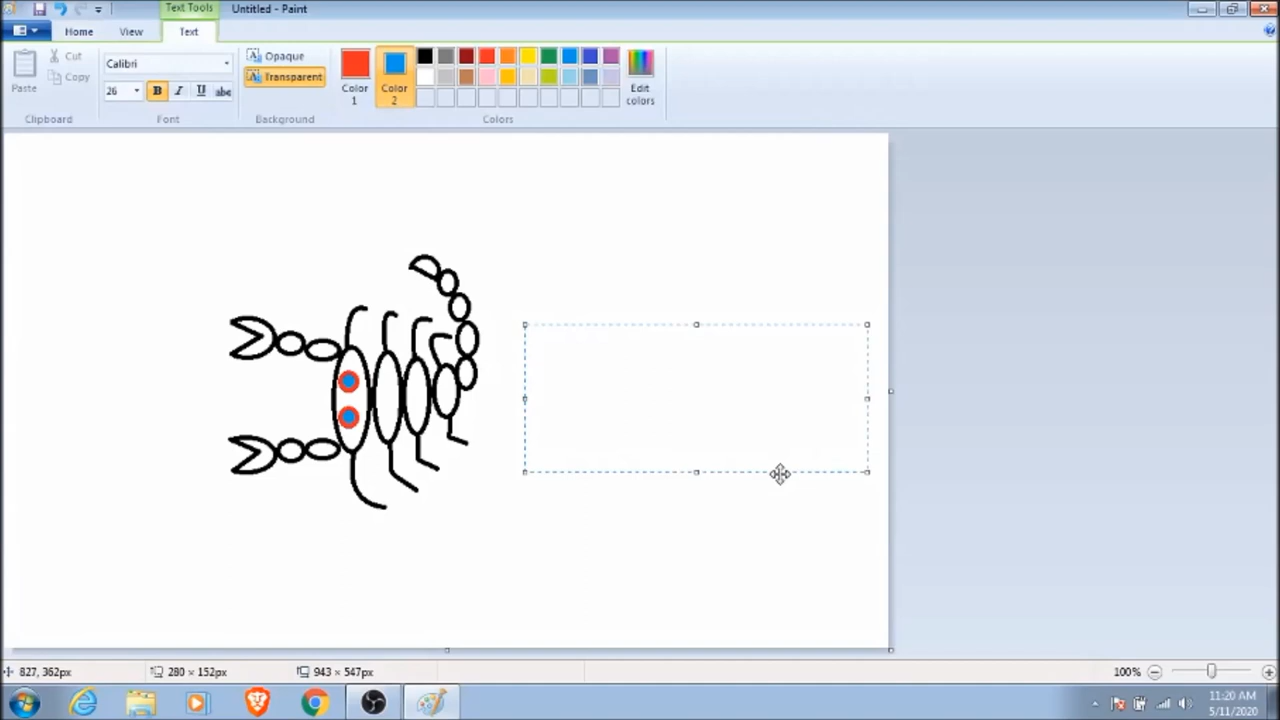 Text Tools
Untitled - Paint
Home
View
Text
Paste
Cut
Copy
Clipboard
Calibri
26
B
I
U
abc
Font
A Opaque
A Transparent
Background
Color
1
Color
2
Edit
colors
Colors
827, 362px
280 × 152px
943 × 547px
100%
11:20 AM
5/11/2020